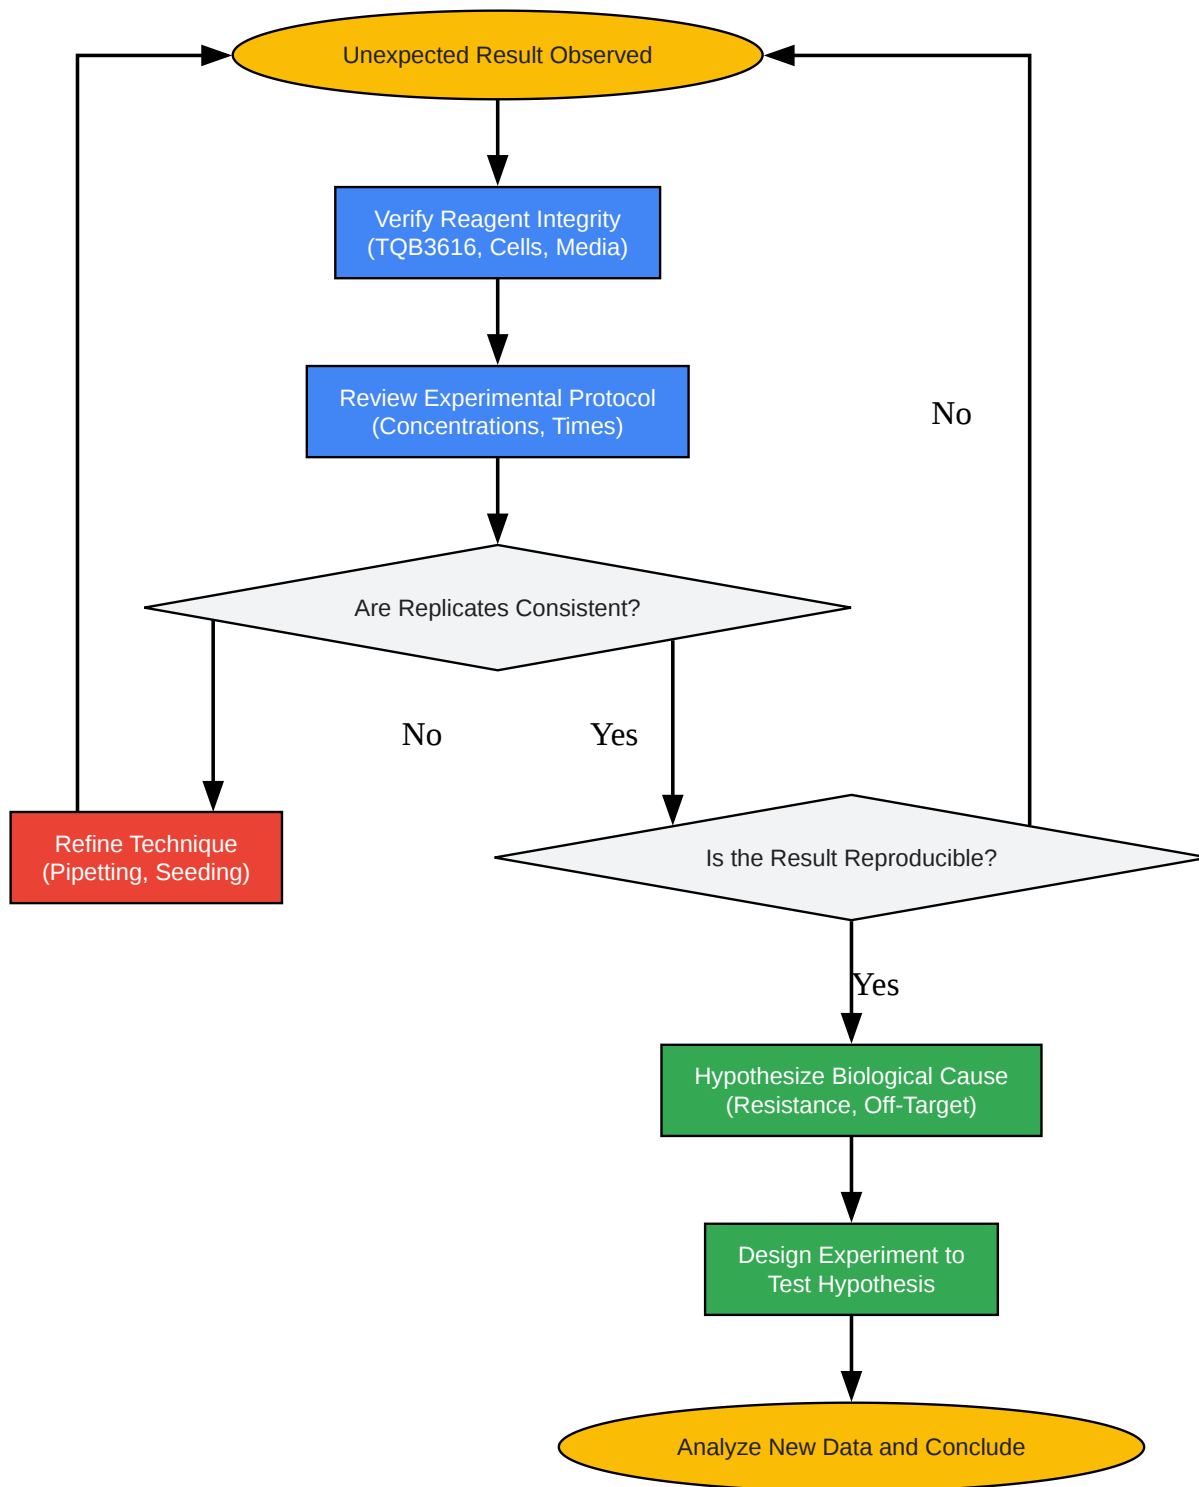 Unexpected Result Observed
Verify Reagent Integrity
(TQB3616, Cells, Media)
Review Experimental Protocol
(Concentrations, Times)
No
Are Replicates Consistent?
No
Yes
Refine Technique
(Pipetting, Seeding)
Is the Result Reproducible?
Yes
Hypothesize Biological Cause
(Resistance, Off-Target)
Design Experiment to
Test Hypothesis
Analyze New Data and Conclude